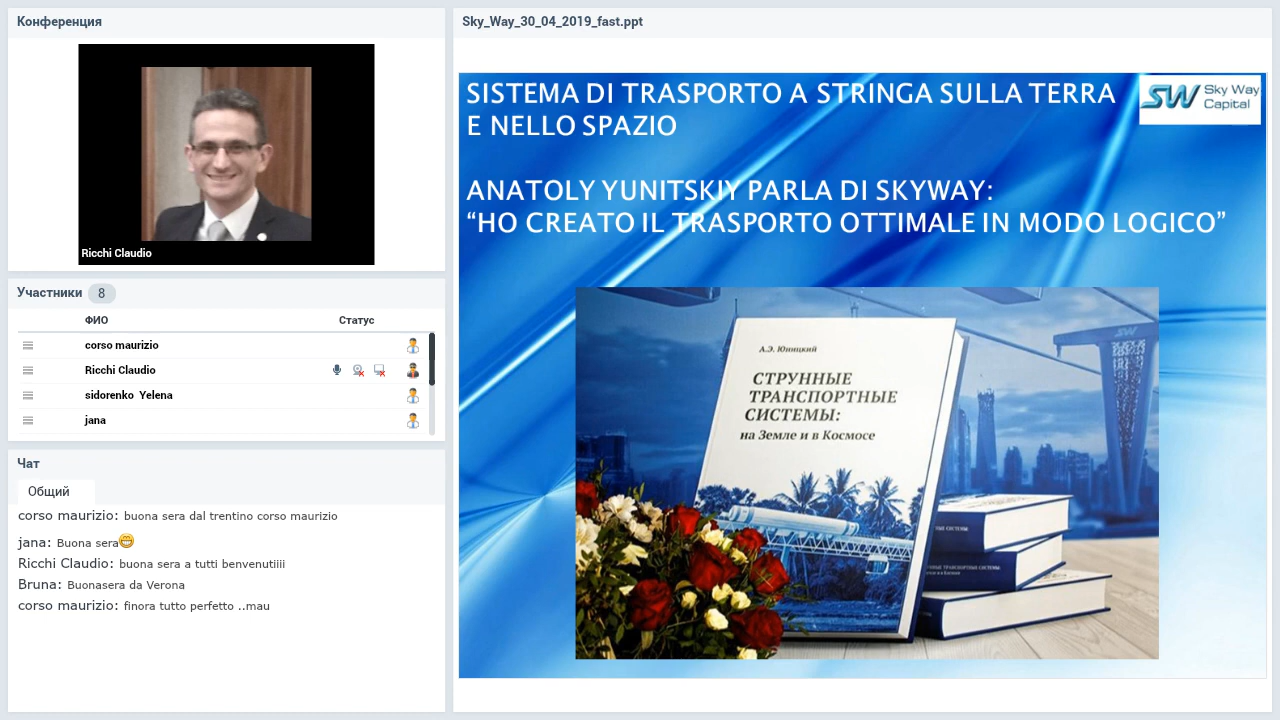 Конференция
Ricchi Claudio
Участники 8
ФИО Статус
corso maurizio
Ricchi Claudio
sidorenko Yelena
jana
Чат
Общий
corso maurizio: buona sera dal trentino corso maurizio
jana: Buona sera
Ricchi Claudio: buona sera a tutti benvenutiiii
Bruna: Buonasera da Verona
corso maurizio: finora tutto perfetto ..mau
Sky_Way_30_04_2019_fast.ppt
SISTEMA DI TRASPORTO A STRINGA SULLA TERRA
E NELLO SPAZIO
SW Sky Way
Capital
ANATOLY YUNITSKIY PARLA DI SKYWAY:
“HO CREATO IL TRASPORTO OTTIMALE IN MODO LOGICO”
А.Э. Юницкий
СТРУННЫЕ
ТРАНСПОРТНЫЕ
СИСТЕМЫ:
на Земле и в Космосе
SW